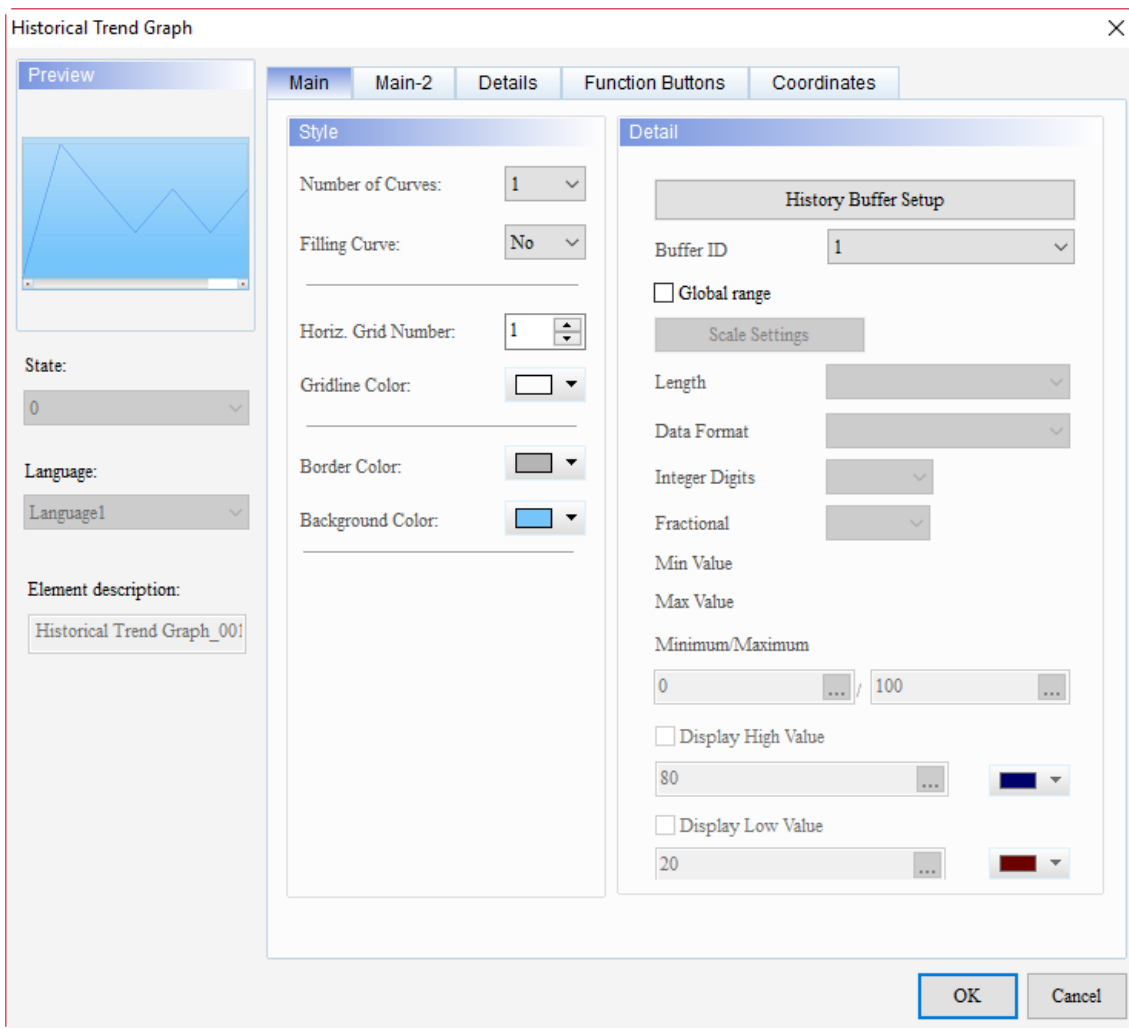 Historical Trend Graph
Preview
Main Main-2 Details Function Buttons Coordinates
Style
Number of Curves: 1
Filling Curve: No
Horiz. Grid Number: 1
Gridline Color:
Border Color:
Background Color:
Detail
History Buffer Setup
Buffer ID 1
Global range
Scale Settings
Length
Data Format
Integer Digits
Fractional
Min Value
Max Value
Minimum/Maximum
0 ... / 100 ...
Display High Value
80 ...
Display Low Value
20 ...
State:
0
Language:
Language1
Element description:
Historical Trend Graph_001
OK Cancel